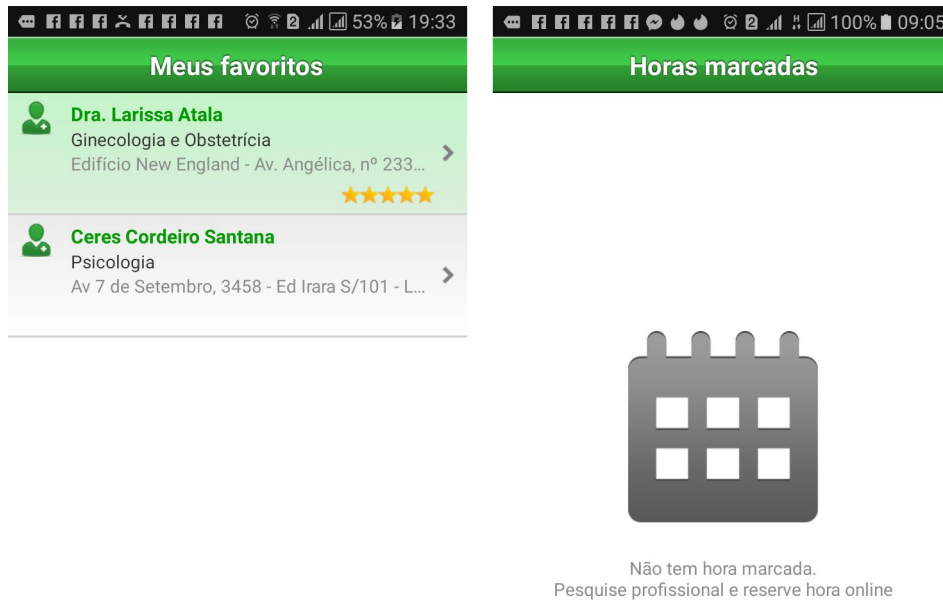 53% 19:33
Meus favoritos
Dra. Larissa Atala
Ginecologia e Obstetrícia
Edifício New England - Av. Angélica, nº 233...
Ceres Cordeiro Santana
Psicologia
Av 7 de Setembro, 3458 - Ed Irara S/101 - L...
100% 09:05
Horas marcadas
Não tem hora marcada.
Pesquise profissional e reserve hora online